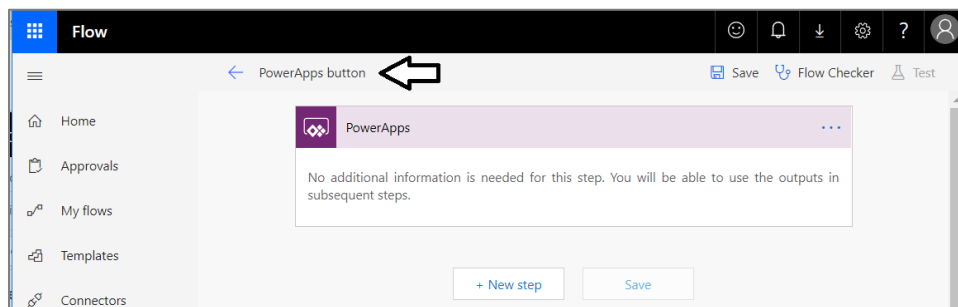 Flow
?
PowerApps button
Save Flow Checker Test
Home
PowerApps
...
Approvals
No additional information is needed for this step. You will be able to use the outputs in
subsequent steps.
My flows
Templates
+ New step Save
Connectors